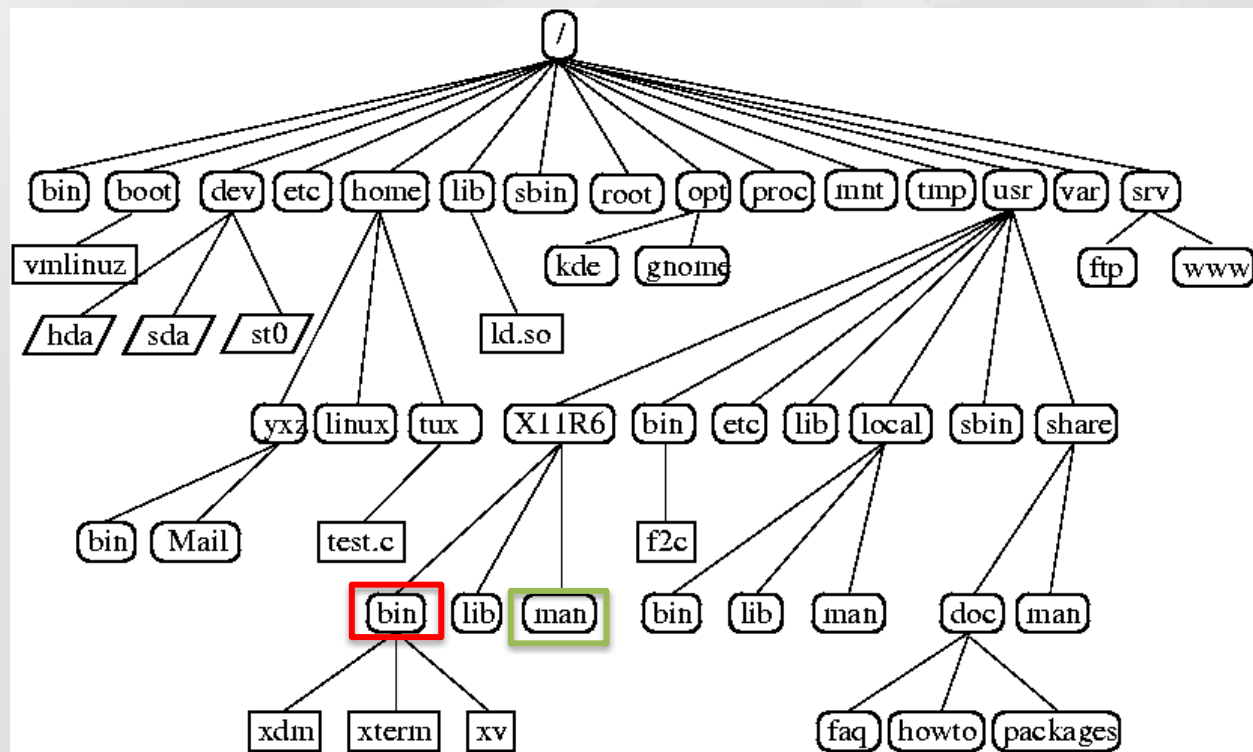 /
bin boot dev etc home lib sbin root opt proc mnt tmp usr var srv
vmlinuz kde gnome ftp www
hda sda st0 ld.so
yxz linux tux X11R6 bin etc lib local sbin share
bin Mail test.c f2c
bin lib man bin lib man doc man
xdm xterm xv faq howto packages